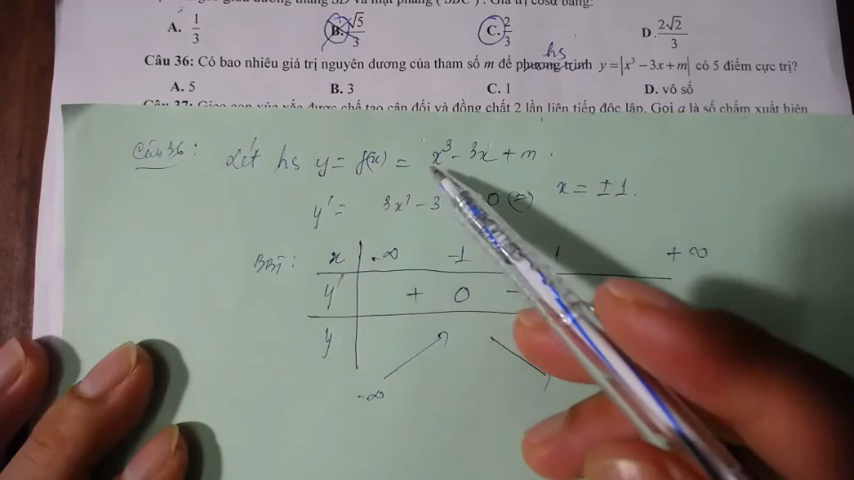 A. 1/3 B. √5/3 C. 2/3 D. 2√2/3
hs
Câu 36: Có bao nhiêu giá trị nguyên dương của tham số m để phương trình y = |x³ − 3x + m| có 5 điểm cực trị?
A. 5 B. 3 C. 1 D. vô số
Câu 36: Xét hs y = f(x) = x³ − 3x + m .
y' = 3x² − 3 0 ⇔ x = ±1.
BBT: x −∞ −1 1 +∞
y' + 0 −
y
−∞